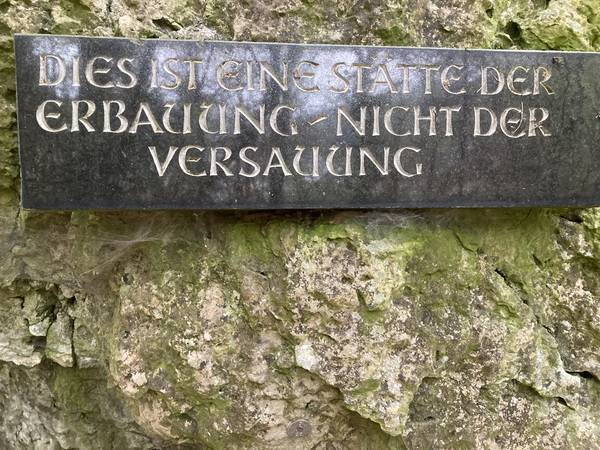 DIES IST EINE STÄTTE DER
ERBAUUNG - NICHT DER
VERSAUUNG